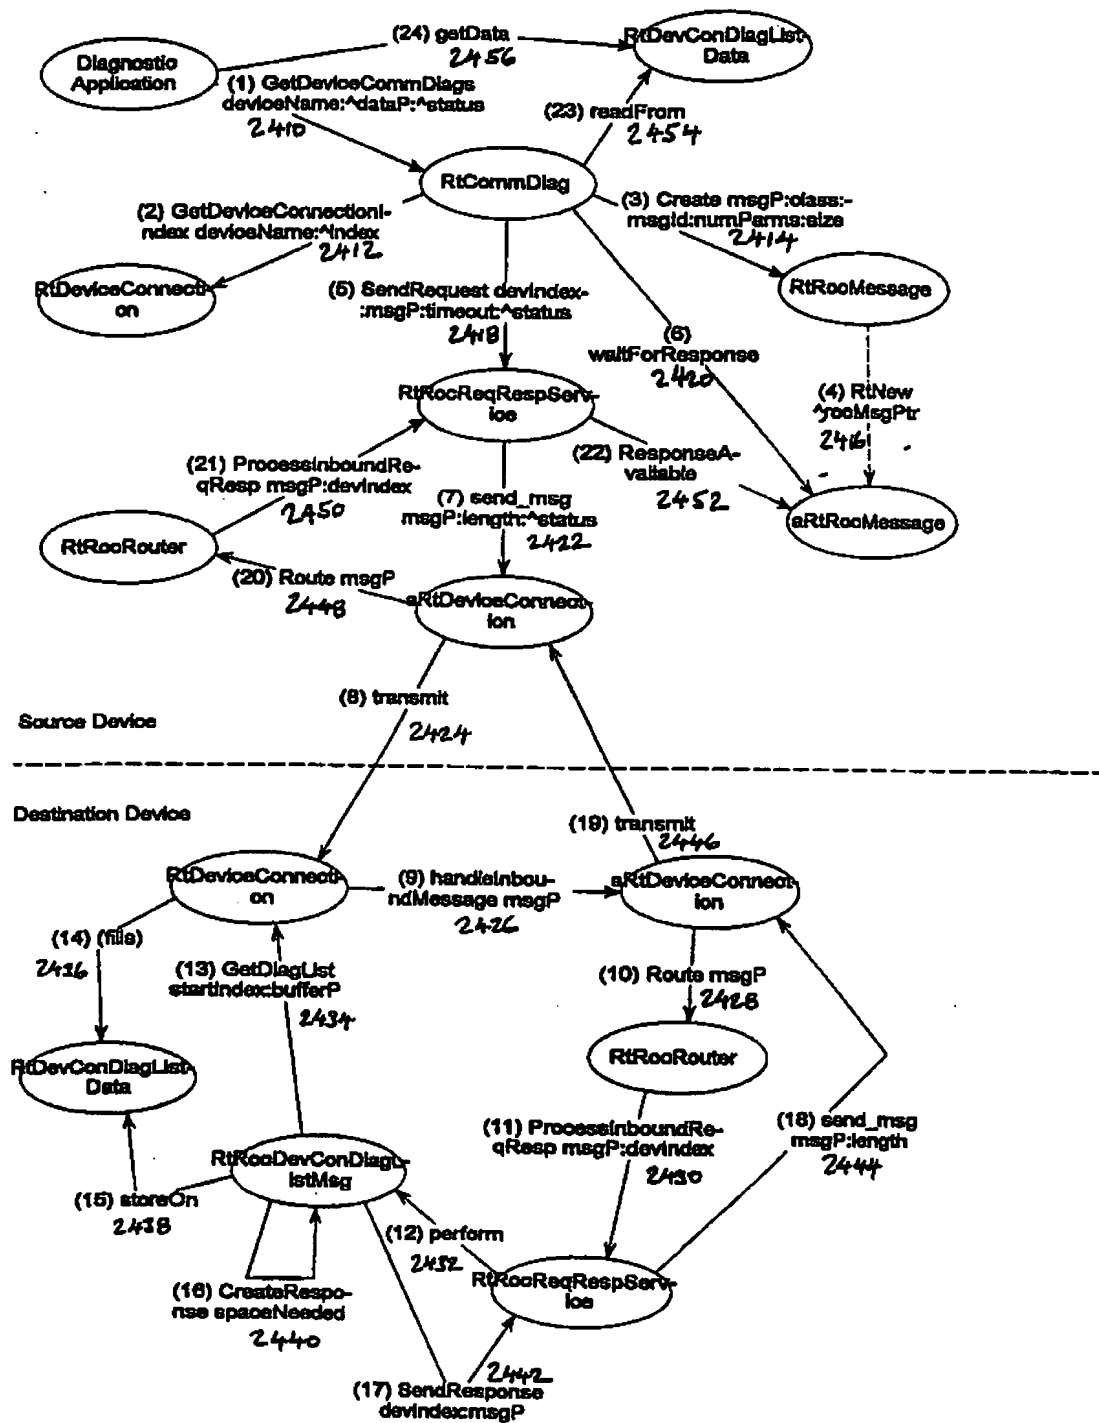 (24) getData
2456
RtDevConDiagList-
Data
Diagnostic
Application
(1) GetDeviceCommDiags
deviceName:^dataP:^status
2410
(23) readFrom
2454
RtCommDiag
(2) GetDeviceConnectionI-
ndex deviceName:^index
2412
(3) Create msgP:class:-
msgId:numParms:size
2414
RtDeviceConnecti-
on
(5) SendRequest devIndex-
:msgP:timeout:^status
2418
RtRocMessage
(6)
waitForResponse
2420
(4) RtNew
^rocMsgPtr
2416
RtRocReqRespServ-
ice
(21) ProcessInboundRe-
qResp msgP:devIndex
2450
(22) ResponseA-
vailable
2452
(7) send_msg
msgP:length:^status
2422
aRtRocMessage
RtRocRouter
(20) Route msgP
2448
aRtDeviceConnect-
ion
(8) transmit
2424
Source Device
Destination Device
(19) transmit
2446
RtDeviceConnecti-
on
(9) handleInbou-
ndMessage msgP
2426
aRtDeviceConnect-
ion
(14) (fills)
2436
(13) GetDiagList
startIndex:bufferP
2434
(10) Route msgP
2428
RtRocRouter
RtDevConDiagList-
Data
(11) ProcessInboundRe-
qResp msgP:devIndex
2430
(18) send_msg
msgP:length
2444
RtRocDevConDiagL-
istMsg
(15) storeOn
2438
(12) perform
2432
RtRocReqRespServ-
ice
(16) CreateRespo-
nse spaceNeeded
2440
2442
(17) SendResponse
devIndex:msgP